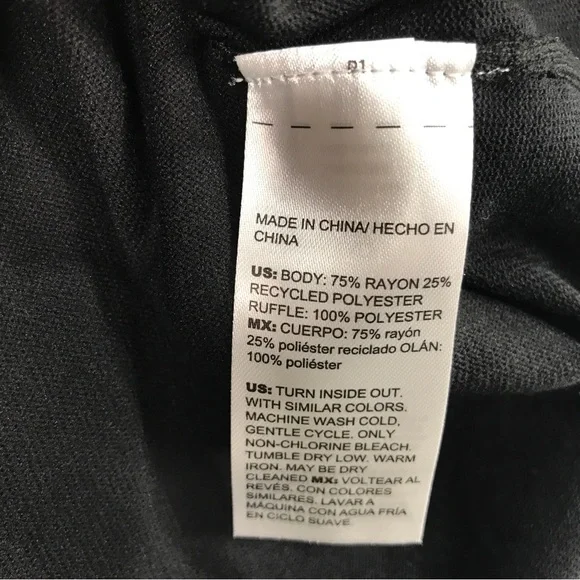 MADE IN CHINA/ HECHO EN
CHINA
US: BODY: 75% RAYON 25%
RECYCLED POLYESTER
RUFFLE: 100% POLYESTER
MX: CUERPO: 75% rayón
25% poliéster reciclado OLÁN:
100% poliéster
US: TURN INSIDE OUT.
WITH SIMILAR COLORS.
MACHINE WASH COLD,
GENTLE CYCLE. ONLY
NON-CHLORINE BLEACH.
TUMBLE DRY LOW. WARM
IRON. MAY BE DRY
CLEANED MX: VOLTEAR AL
REVÉS. CON COLORES
SIMILARES. LAVAR A
MÁQUINA CON AGUA FRÍA
EN CICLO SUAVE.